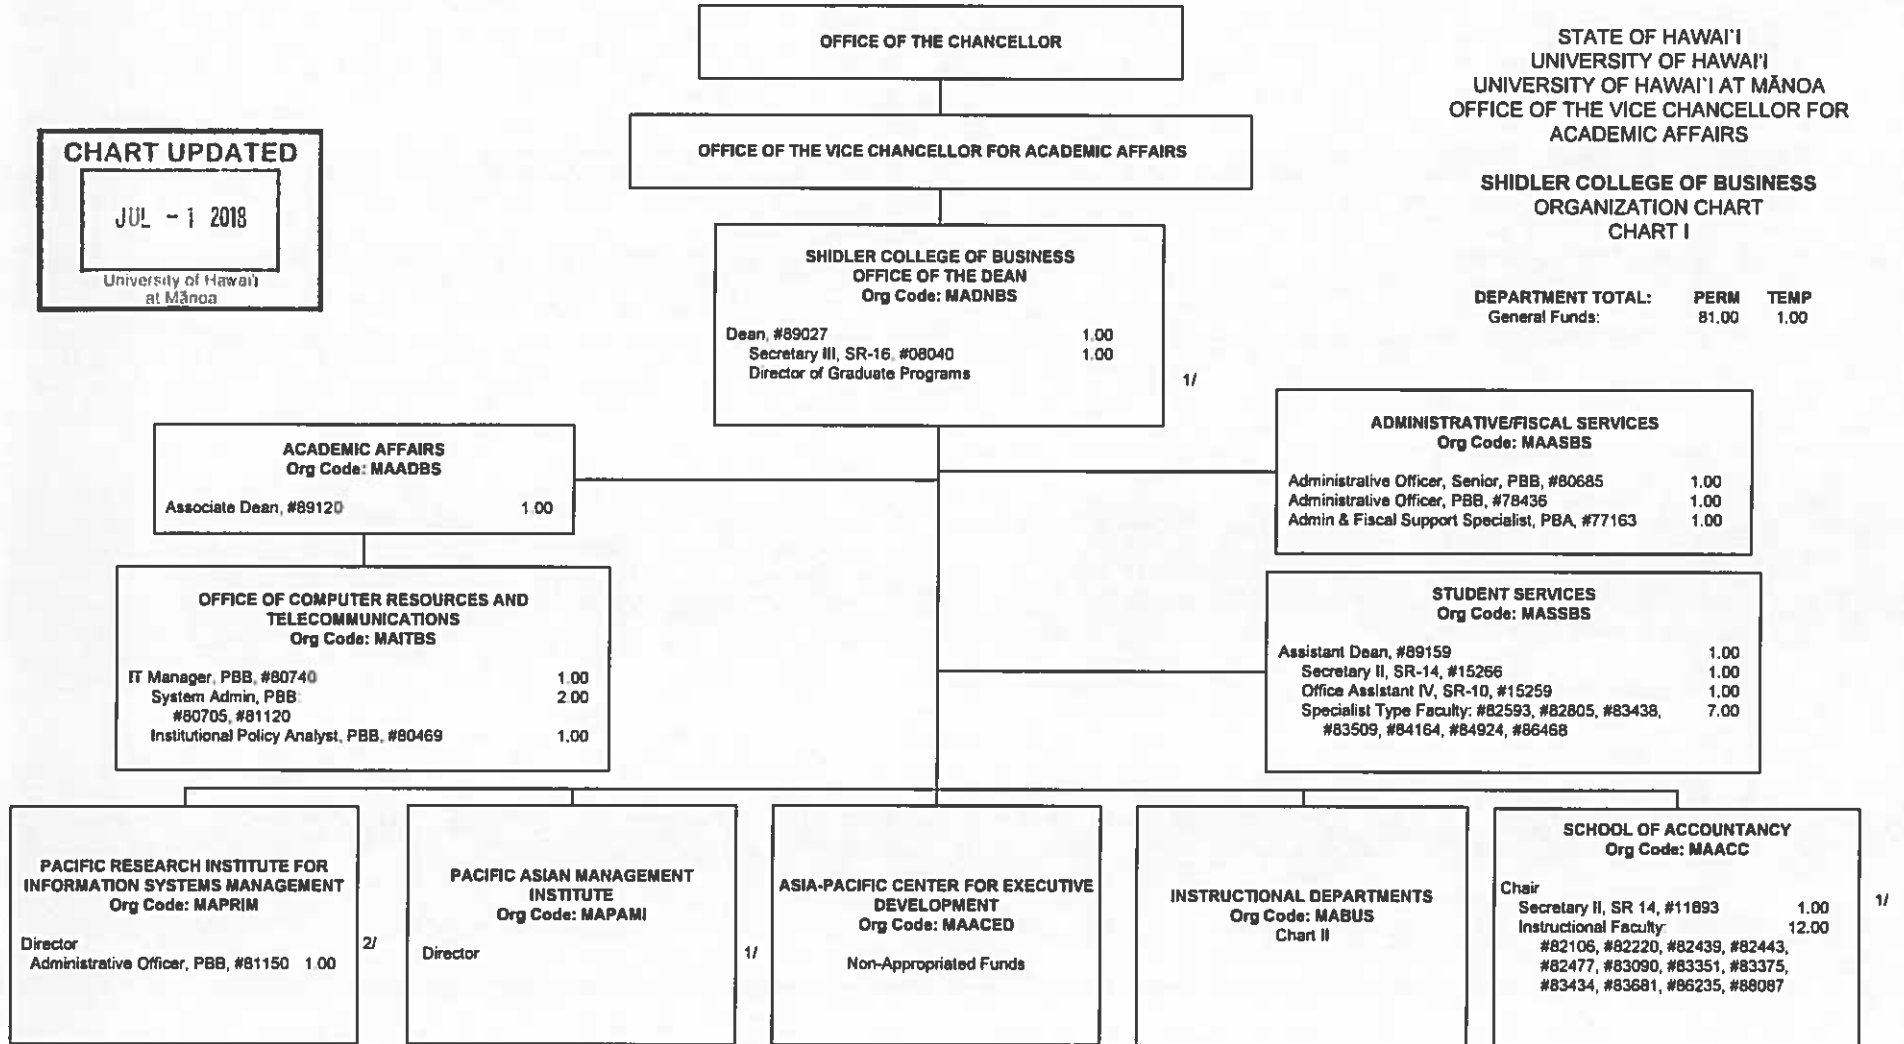 OFFICE OF THE CHANCELLOR
STATE OF HAWAI'I
UNIVERSITY OF HAWAI'I
UNIVERSITY OF HAWAI'I AT MĀNOA
OFFICE OF THE VICE CHANCELLOR FOR
ACADEMIC AFFAIRS
SHIDLER COLLEGE OF BUSINESS
ORGANIZATION CHART
CHART I
DEPARTMENT TOTAL: PERM TEMP
General Funds: 81.00 1.00
CHART UPDATED
JUL - 1 2018
University of Hawai'i
at Mānoa
OFFICE OF THE VICE CHANCELLOR FOR ACADEMIC AFFAIRS
SHIDLER COLLEGE OF BUSINESS
OFFICE OF THE DEAN
Org Code: MADNBS
Dean, #89027 1.00
Secretary III, SR-16, #08040 1.00
Director of Graduate Programs
1/
ACADEMIC AFFAIRS
Org Code: MAADBS
Associate Dean, #89120 1.00
ADMINISTRATIVE/FISCAL SERVICES
Org Code: MAASBS
Administrative Officer, Senior, PBB, #80685 1.00
Administrative Officer, PBB, #78436 1.00
Admin & Fiscal Support Specialist, PBA, #77163 1.00
OFFICE OF COMPUTER RESOURCES AND
TELECOMMUNICATIONS
Org Code: MAITBS
IT Manager, PBB, #80740 1.00
System Admin, PBB 2.00
#80705, #81120
Institutional Policy Analyst, PBB, #80469 1.00
STUDENT SERVICES
Org Code: MASSBS
Assistant Dean, #89159 1.00
Secretary II, SR-14, #15266 1.00
Office Assistant IV, SR-10, #15259 1.00
Specialist Type Faculty: #82593, #82805, #83438, 7.00
#83509, #84164, #84924, #86468
PACIFIC RESEARCH INSTITUTE FOR
INFORMATION SYSTEMS MANAGEMENT
Org Code: MAPRIM
Director
Administrative Officer, PBB, #81150 1.00
2/
PACIFIC ASIAN MANAGEMENT
INSTITUTE
Org Code: MAPAMI
Director
1/
ASIA-PACIFIC CENTER FOR EXECUTIVE
DEVELOPMENT
Org Code: MAACED
Non-Appropriated Funds
INSTRUCTIONAL DEPARTMENTS
Org Code: MABUS
Chart II
SCHOOL OF ACCOUNTANCY
Org Code: MAACC
Chair
Secretary II, SR 14, #11893 1.00
Instructional Faculty: 12.00
#82106, #82220, #82439, #82443,
#82477, #83090, #83351, #83375,
#83434, #83681, #86235, #88087
1/